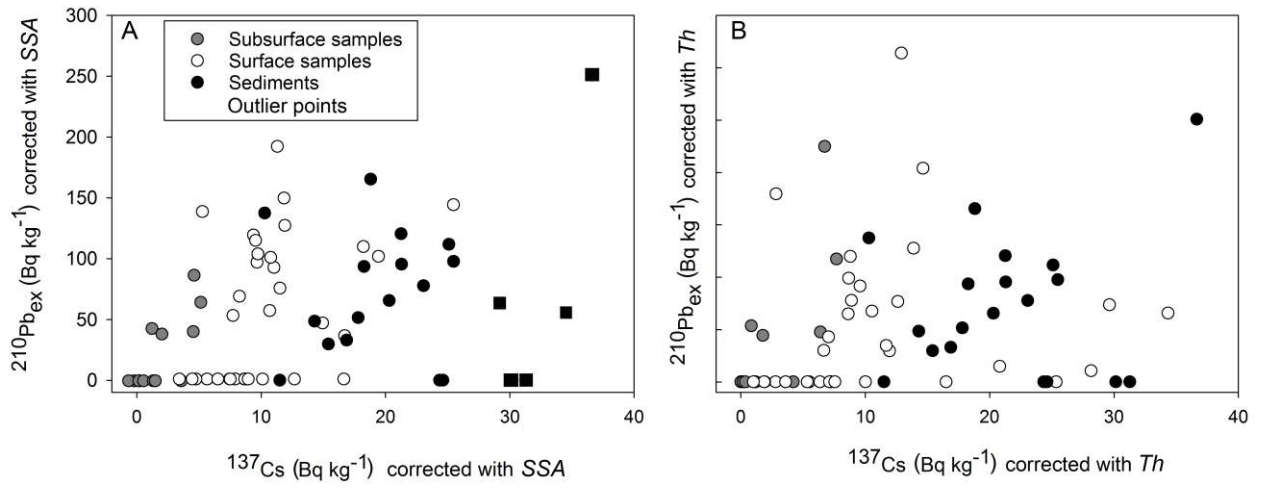 A
Subsurface samples
Surface samples
Sediments
Outlier points
300
250
200
150
100
50
0
0 10 20 30 40
210Pbex (Bq kg-1) corrected with SSA
137Cs (Bq kg-1) corrected with SSA
B
0 10 20 30 40
210Pbex (Bq kg-1) corrected with Th
137Cs (Bq kg-1) corrected with Th